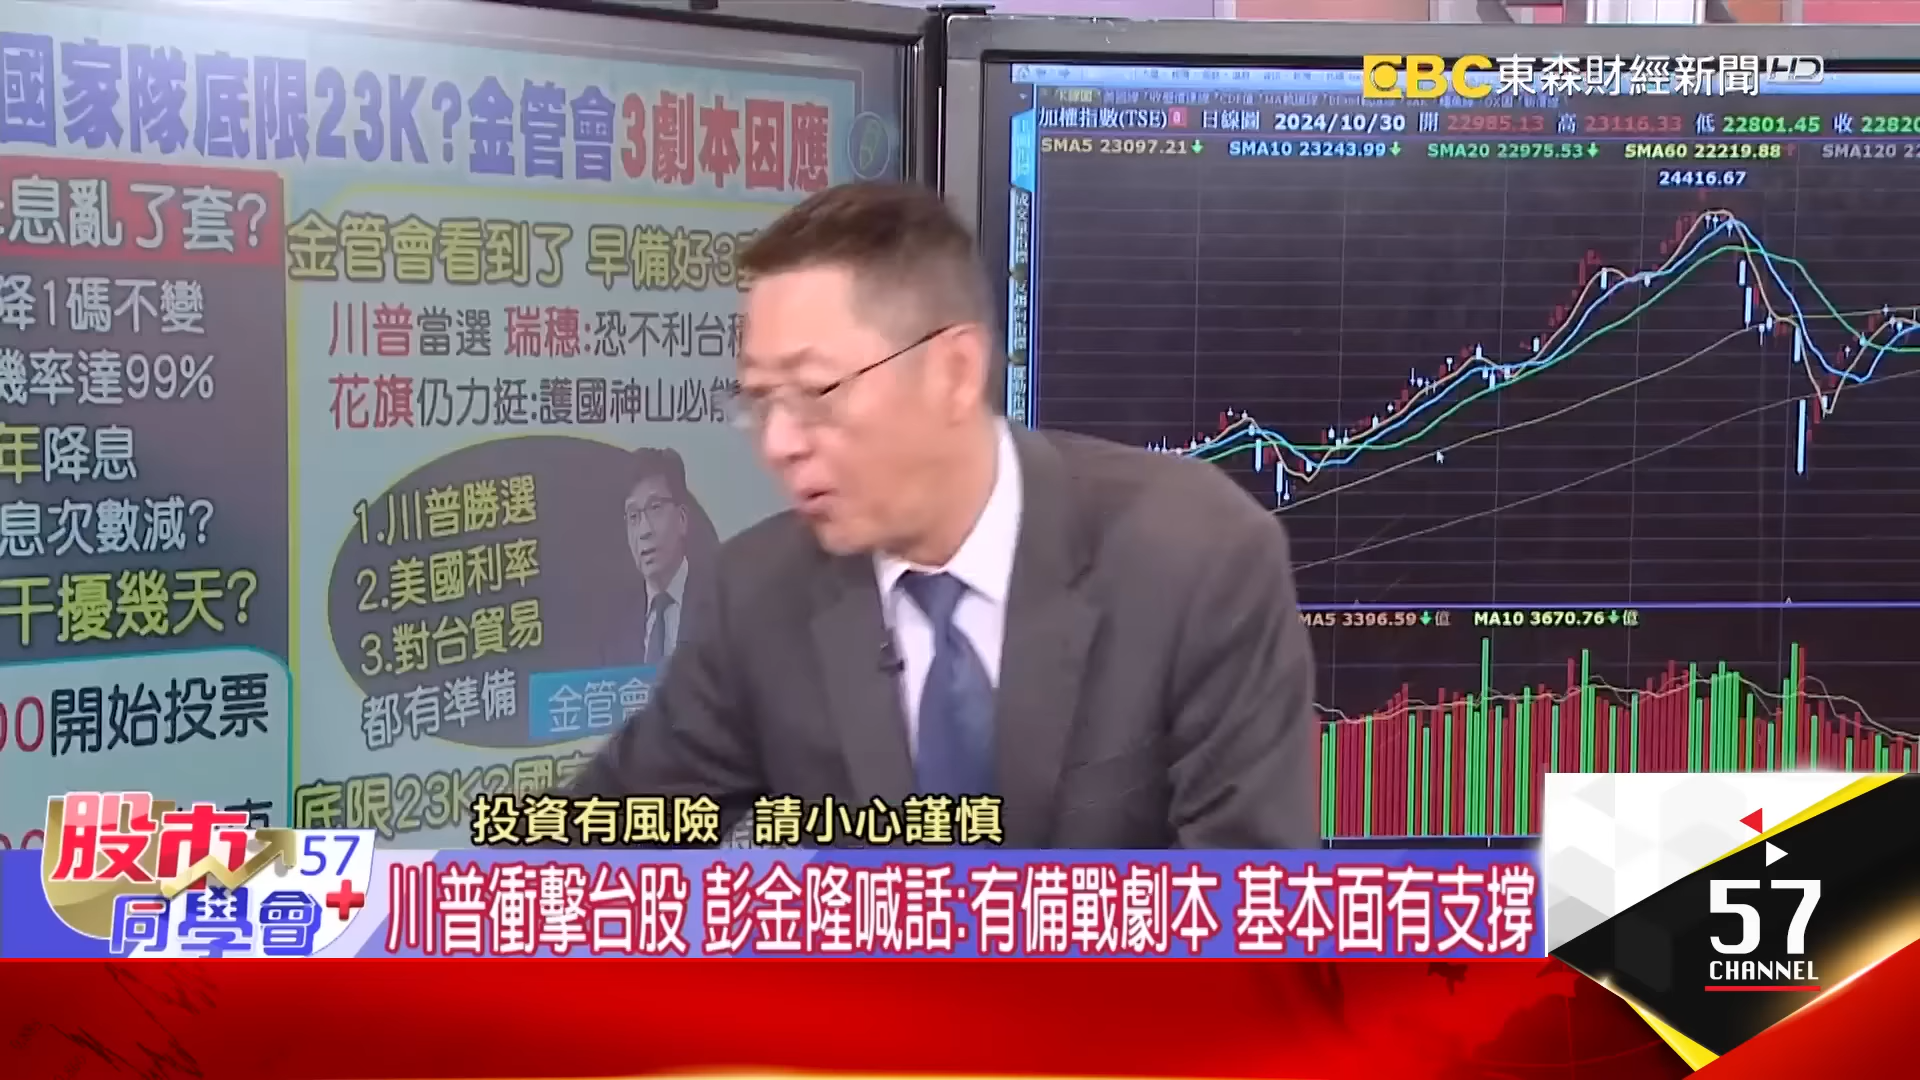 國家隊底限23K?金管會3劇本因應
息亂了套?
降1碼不變
機率達99%
年降息
息次數減?
干擾幾天?
00開始投票
金管會看到了 早備好3
川普當選 瑞穗:恐不利台
花旗仍力挺:護國神山必
1.川普勝選
2.美國利率
3.對台貿易
都有準備
金管會
底限23K?國
EBC東森財經新聞HD
加權指數(TSE) 日線圖 2024/10/30 開 22985.13 高 23116.33 低 22801.45 收 22820
SMA5 23097.21↓ SMA10 23243.99↓ SMA20 22975.53↓ SMA60 22219.88↑ SMA120 22
24416.67
MA5 3396.59↓億 MA10 3670.76↓億
投資有風險 請小心謹慎
股市 57
同學會+
川普衝擊台股 彭金隆喊話:有備戰劇本 基本面有支撐
57
CHANNEL